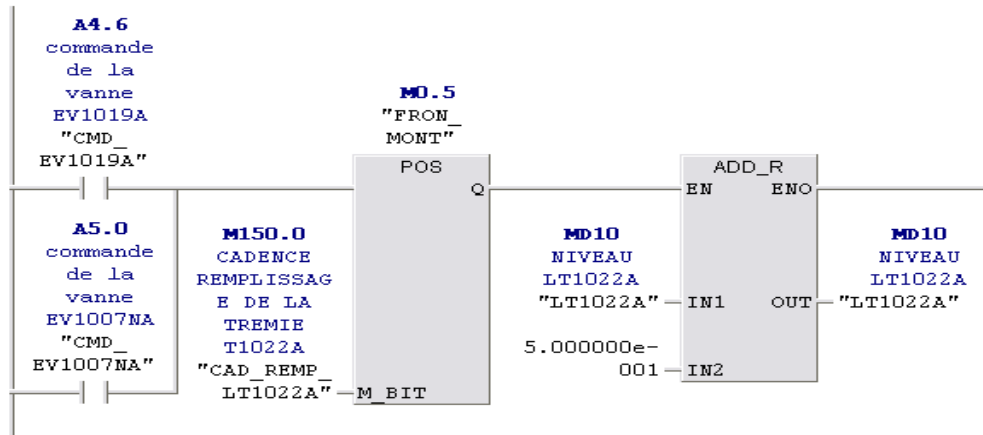 A4.6
commande
de la
vanne
EV1019A
"CMD_
EV1019A"
A5.0
commande
de la
vanne
EV1007NA
"CMD_
EV1007NA"
M0.5
"FRON_
MONT"
POS
Q
M150.0
CADENCE
REMPLISSAG
E DE LA
TREMIE
T1022A
"CAD_REMP_
LT1022A"
M_BIT
ADD_R
EN ENO
MD10
NIVEAU
LT1022A
"LT1022A"
IN1
5.000000e-
001
IN2
OUT
MD10
NIVEAU
LT1022A
"LT1022A"